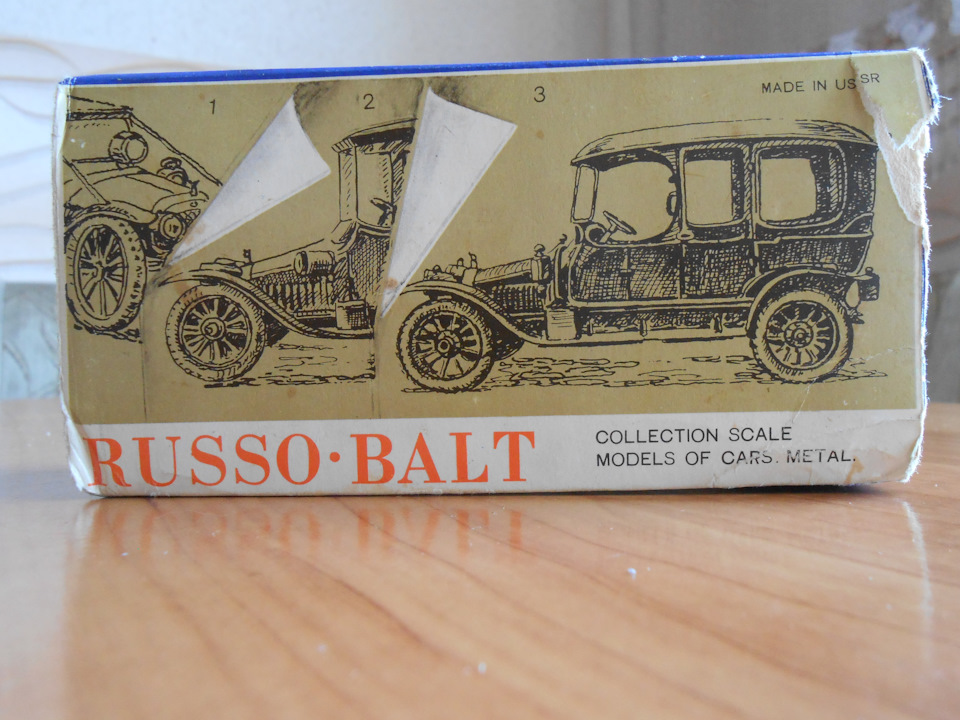 1 2 3
MADE IN USSR
RUSSO·BALT
COLLECTION SCALE
MODELS OF CARS. METAL.